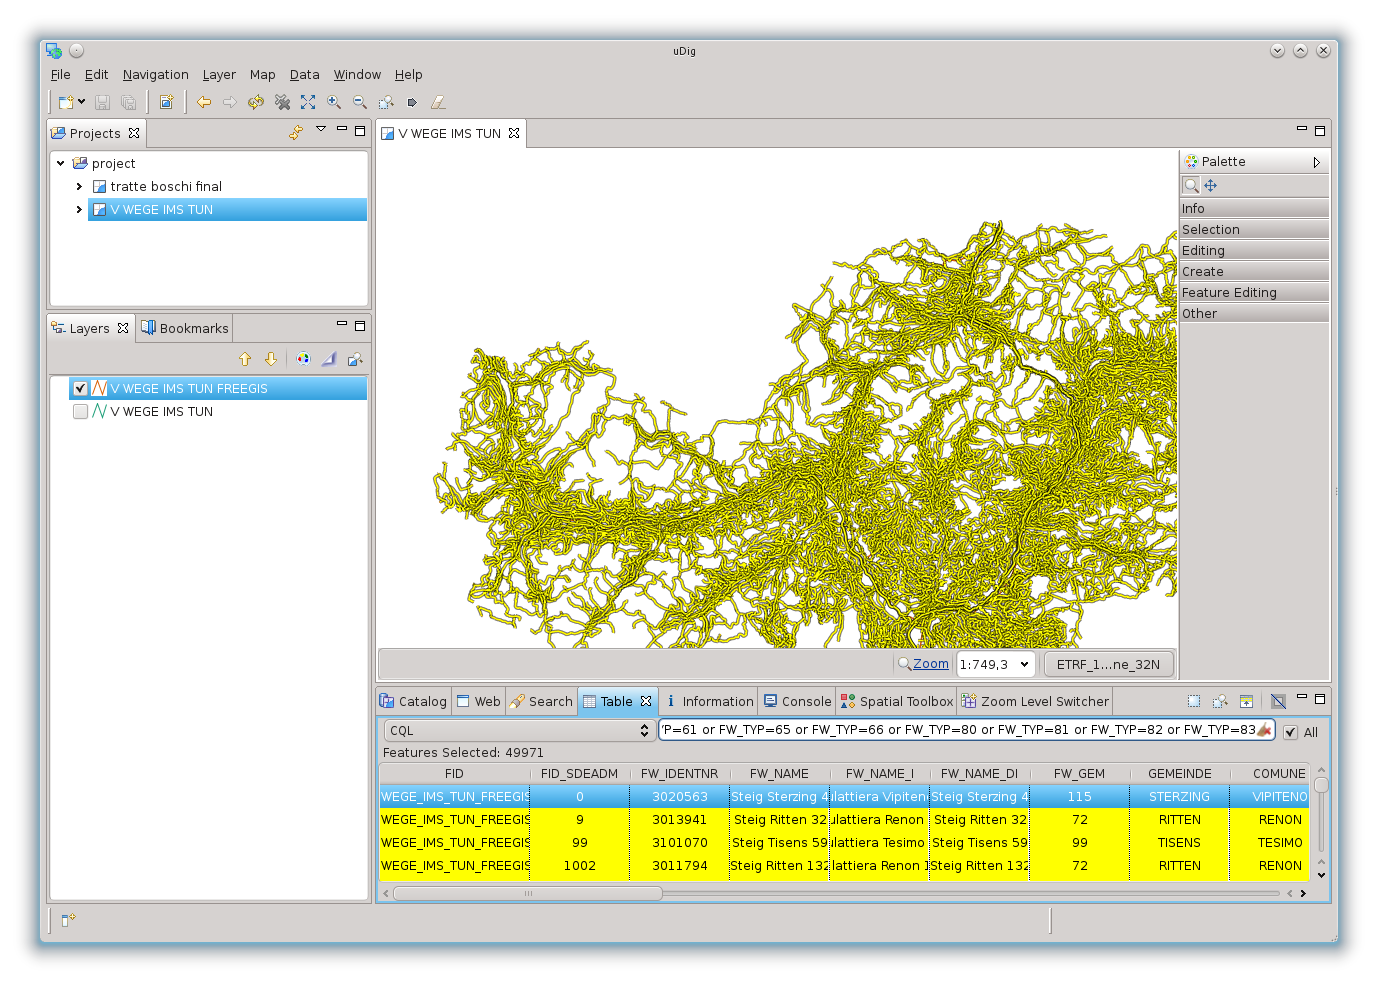 uDig
File Edit Navigation Layer Map Data Window Help
Projects
project
tratte boschi final
V WEGE IMS TUN
Layers Bookmarks
V WEGE IMS TUN FREEGIS
V WEGE IMS TUN
V WEGE IMS TUN
Palette
Info
Selection
Editing
Create
Feature Editing
Other
Zoom 1:749,3 ETRF_1...ne_32N
Catalog Web Search Table Information Console Spatial Toolbox Zoom Level Switcher
CQL 'P=61 or FW_TYP=65 or FW_TYP=66 or FW_TYP=80 or FW_TYP=81 or FW_TYP=82 or FW_TYP=83 All
Features Selected: 49971
FID FID_SDEADM FW_IDENTNR FW_NAME FW_NAME_I FW_NAME_DI FW_GEM GEMEINDE COMUNE
WEGE_IMS_TUN_FREEGIS 0 3020563 Steig Sterzing 4 ulattiera Vipiten Steig Sterzing 4 115 STERZING VIPITENO
WEGE_IMS_TUN_FREEGIS 9 3013941 Steig Ritten 32 ulattiera Renon Steig Ritten 32 72 RITTEN RENON
WEGE_IMS_TUN_FREEGIS 99 3101070 Steig Tisens 59 ulattiera Tesimo Steig Tisens 59 99 TISENS TESIMO
WEGE_IMS_TUN_FREEGIS 1002 3011794 Steig Ritten 132 lattiera Renon 1 Steig Ritten 132 72 RITTEN RENON